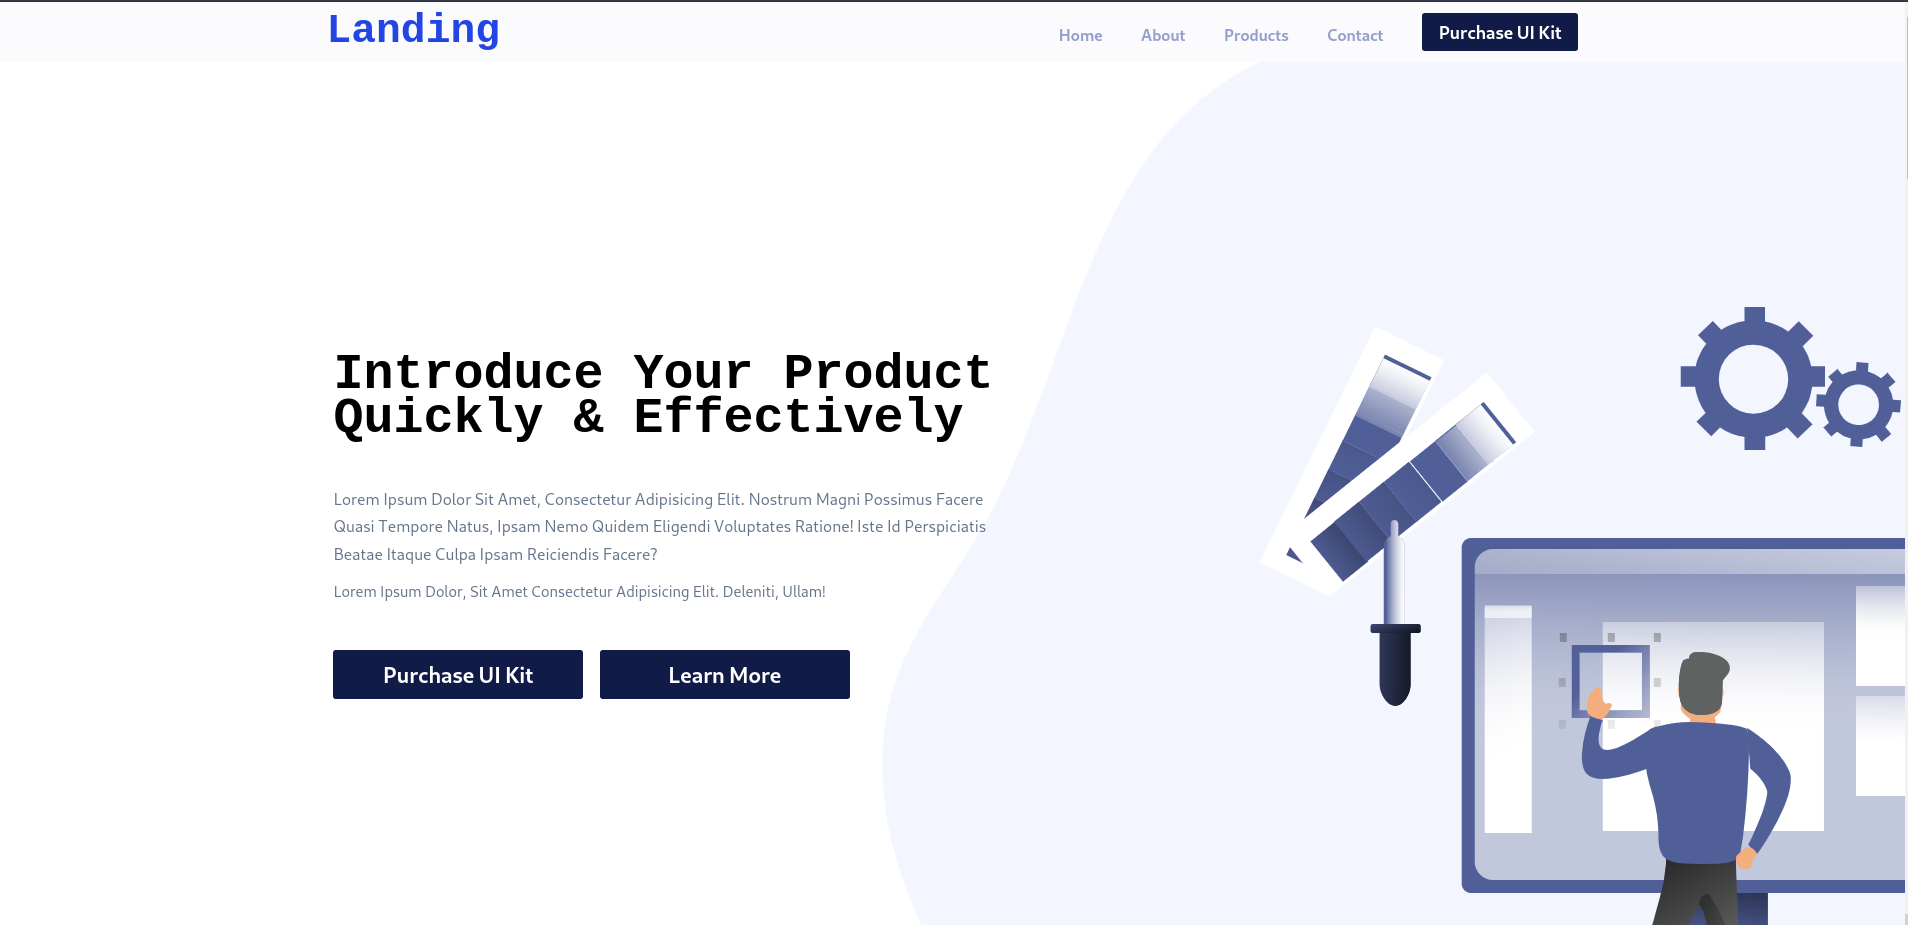 Landing
Home About Products Contact Purchase UI Kit
Introduce Your Product
Quickly & Effectively
Lorem Ipsum Dolor Sit Amet, Consectetur Adipisicing Elit. Nostrum Magni Possimus Facere
Quasi Tempore Natus, Ipsam Nemo Quidem Eligendi Voluptates Ratione! Iste Id Perspiciatis
Beatae Itaque Culpa Ipsam Reiciendis Facere?
Lorem Ipsum Dolor, Sit Amet Consectetur Adipisicing Elit. Deleniti, Ullam!
Purchase UI Kit Learn More